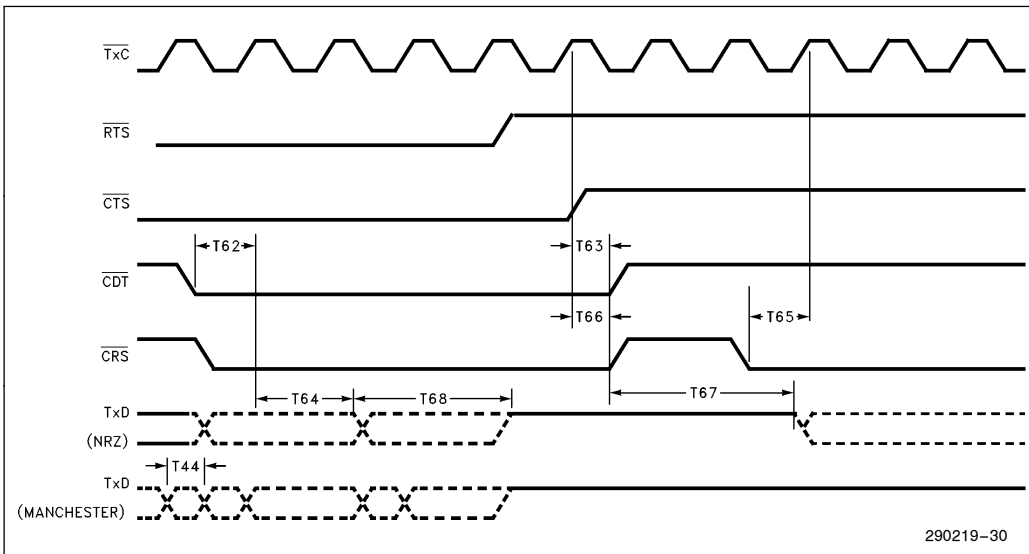 TxC
RTS
CTS
T62
T63
CDT
T66
T65
CRS
T64
T68
T67
TxD
(NRZ)
T44
TxD
(MANCHESTER)
290219-30